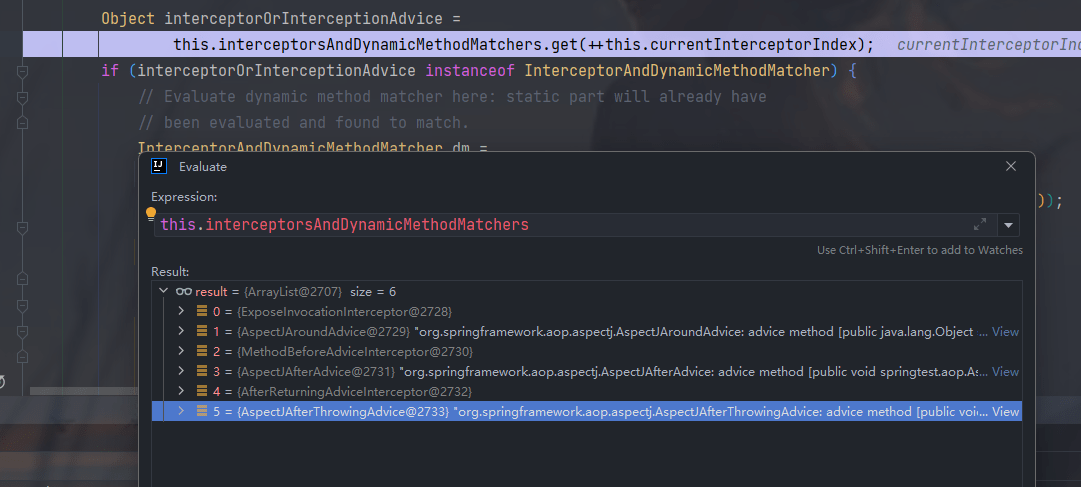 Object interceptorOrInterceptionAdvice =
this.interceptorsAndDynamicMethodMatchers.get(++this.currentInterceptorIndex); currentInterceptorInd
if (interceptorOrInterceptionAdvice instanceof InterceptorAndDynamicMethodMatcher) {
// Evaluate dynamic method matcher here: static part will already have
// been evaluated and found to match.
InterceptorAndDynamicMethodMatcher dm =
Evaluate
Expression:
));
this.interceptorsAndDynamicMethodMatchers
Use Ctrl+Shift+Enter to add to Watches
Result:
result = {ArrayList@2707} size = 6
0 = {ExposeInvocationInterceptor@2728}
1 = {AspectJAroundAdvice@2729} "org.springframework.aop.aspectj.AspectJAroundAdvice: advice method [public java.lang.Object ... View
2 = {MethodBeforeAdviceInterceptor@2730}
3 = {AspectJAfterAdvice@2731} "org.springframework.aop.aspectj.AspectJAfterAdvice: advice method [public void springtest.aop.As... View
4 = {AfterReturningAdviceInterceptor@2732}
5 = {AspectJAfterThrowingAdvice@2733} "org.springframework.aop.aspectj.AspectJAfterThrowingAdvice: advice method [public voi... View